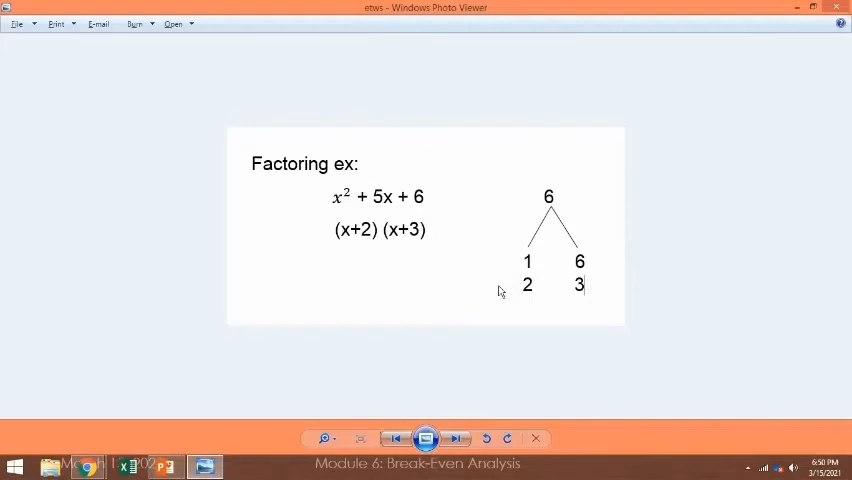 etws - Windows Photo Viewer
File Print E-mail Burn Open
Factoring ex:
x² + 5x + 6
(x+2) (x+3)
6
1 6
2 3
6:50 PM
Module 6: Break-Even Analysis
3/15/2021